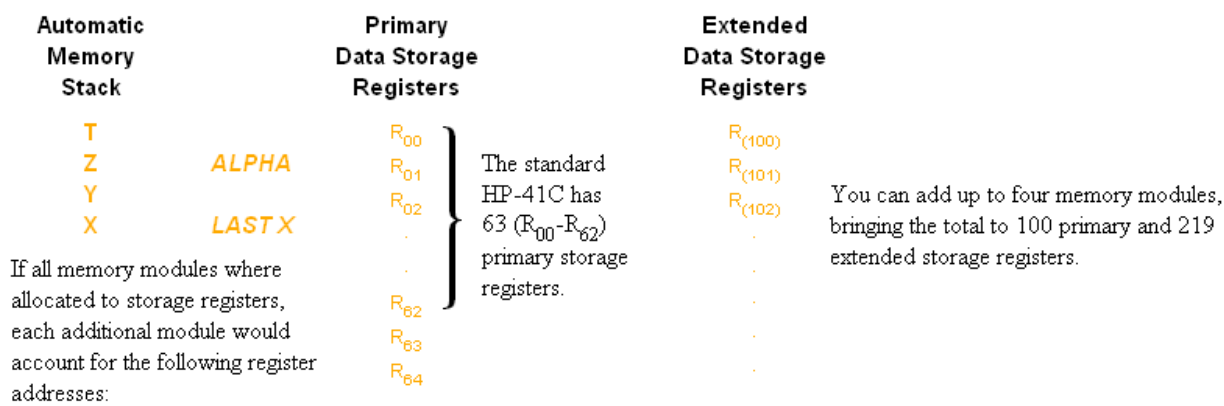 Automatic
Memory
Stack
T
Z
Y
X
ALPHA
LAST X
If all memory modules where
allocated to storage registers,
each additional module would
account for the following register
addresses:
Primary
Data Storage
Registers
R00
R01
R02
.
.
R62
R63
R64
The standard
HP-41C has
63 (R00-R62)
primary storage
registers.
Extended
Data Storage
Registers
R(100)
R(101)
R(102)
.
.
.
.
.
You can add up to four memory modules,
bringing the total to 100 primary and 219
extended storage registers.